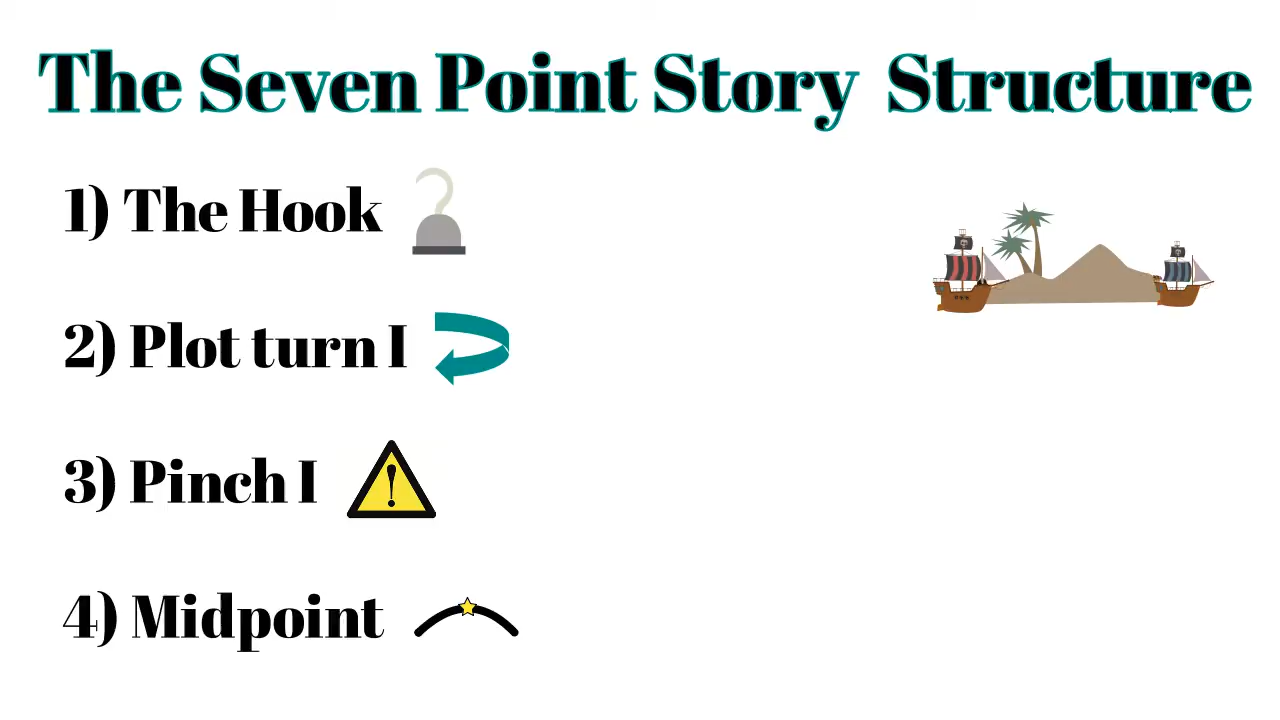 The Seven Point Story Structure
1) The Hook
2) Plot turn I
3) Pinch I
4) Midpoint